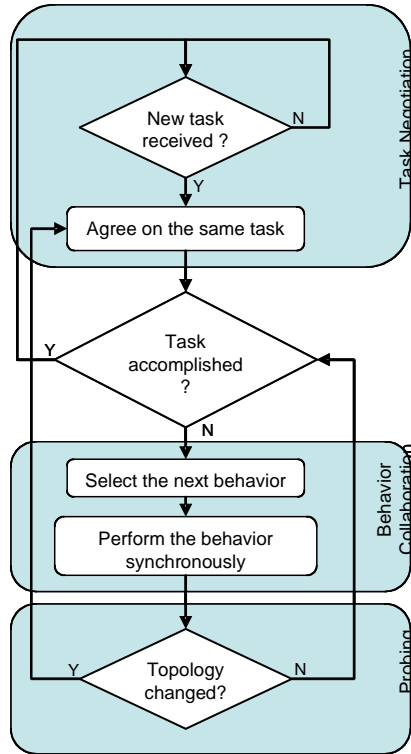 New task
received ?
N
Y
Task Negotiation
Agree on the same task
Task
accomplished
?
Y
N
Select the next behavior
Perform the behavior
synchronously
Behavior
Collaboration
Topology
changed?
Y
N
Probing